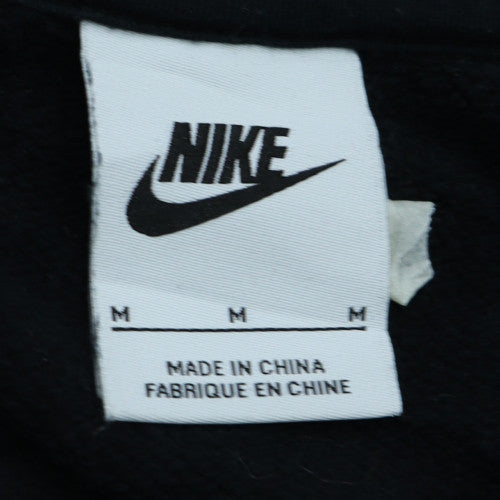 NIKE
M M M
MADE IN CHINA
FABRIQUE EN CHINE